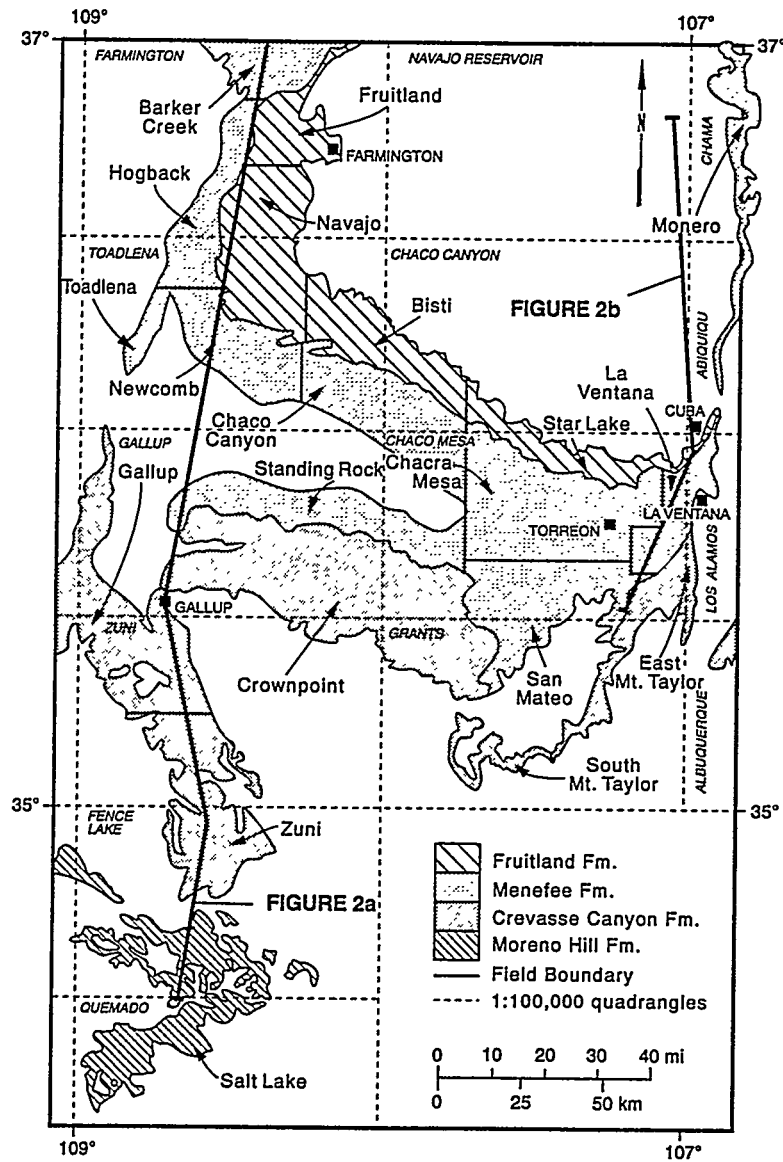 109°
107°
37°
37°
FARMINGTON
NAVAJO RESERVOIR
Barker
Creek
Fruitland
FARMINGTON
N
CHAMA
Hogback
Navajo
Monero
TOADLENA
CHACO CANYON
Toadlena
Bisti
FIGURE 2b
ABIQUIU
Newcomb
La
Ventana
Chaco
Canyon
Star Lake
CUBA
GALLUP
CHACO MESA
Gallup
Standing Rock
Chacra
Mesa
LA VENTANA
TORREON
LOS ALAMOS
GALLUP
ZUNI
GRANTS
Crownpoint
San
Mateo
East
Mt. Taylor
ALBUQUERQUE
South
Mt. Taylor
35°
35°
FENCE
LAKE
Zuni
FIGURE 2a
Fruitland Fm.
Menefee Fm.
Crevasse Canyon Fm.
Moreno Hill Fm.
Field Boundary
1:100,000 quadrangles
QUEMADO
Salt Lake
0 10 20 30 40 mi
0 25 50 km
109°
107°